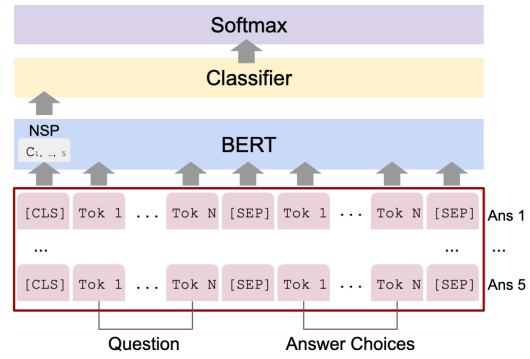 Softmax
Classifier
NSP
C1, …, 5
BERT
[CLS] Tok 1 ... Tok N [SEP] Tok 1 ... Tok N [SEP] Ans 1
... ... ...
[CLS] Tok 1 ... Tok N [SEP] Tok 1 ... Tok N [SEP] Ans 5
Question Answer Choices